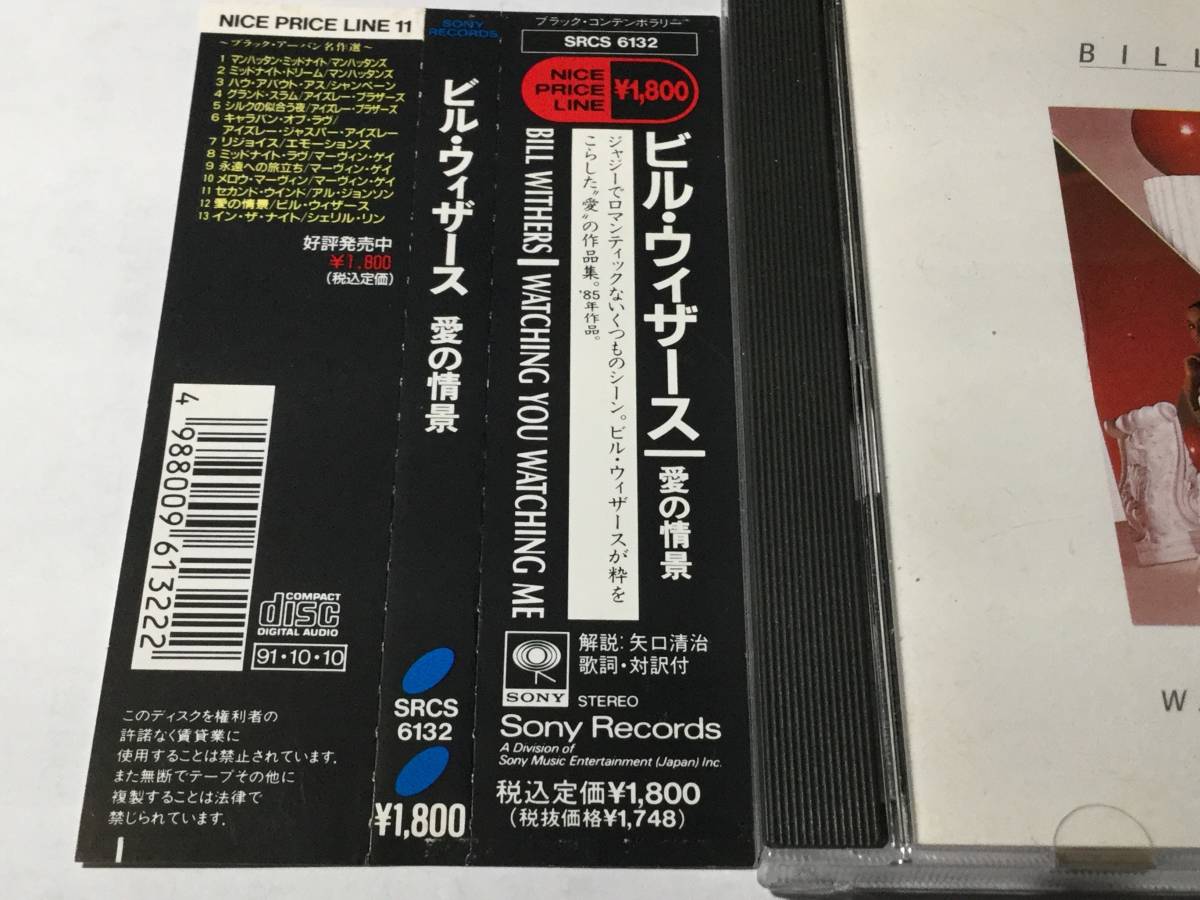 NICE PRICE LINE 11
~ブラック・アーバン名作選~
1 マンハッタン・ミッドナイト/マンハッタンズ
2 ミッドナイト・ドリーム/マンハッタンズ
3 ハウ・アバウト・アス/シャンペーン
4 グランド・スラム/アイズレー・ブラザーズ
5 シルクの似合う夜/アイズレー・ブラザーズ
6 キャラバン・オブ・ラヴ/
アイズレー・ジャスパー・アイズレー
7 リジョイス/エモーションズ
8 ミッドナイト・ラヴ/マーヴィン・ゲイ
9 永遠への旅立ち/マーヴィン・ゲイ
10 メロウ・マーヴィン/マーヴィン・ゲイ
11 セカンド・ウインド/アル・ジョンソン
12 愛の情景/ビル・ウィザース
13 イン・ザ・ナイト/シェリル・リン
好評発売中
¥1,800
(税込定価)
4 988009 613222
COMPACT
disc
DIGITAL AUDIO
91・10・10
このディスクを権利者の
許諾なく賃貸業に
使用することは禁止されています.
また無断でテープその他に
複製することは法律で
禁じられています.
SONY
RECORDS
ビル・ウィザース 愛の情景
SRCS
6132
¥1,800
ブラック・コンテンポラリー
SRCS 6132
NICE
PRICE
LINE
¥1,800
ビル・ウィザース|愛の情景
ジャジーでロマンティックないくつものシーン。ビル・ウィザースが粋を
こらした"愛"の作品集。'85年作品。
BILL WITHERS|WATCHING YOU WATCHING ME
SONY
解説:矢口清治
歌詞・対訳付
STEREO
Sony Records
A Division of
Sony Music Entertainment (Japan) Inc.
税込定価¥1,800
(税抜価格¥1,748)
BILL
W